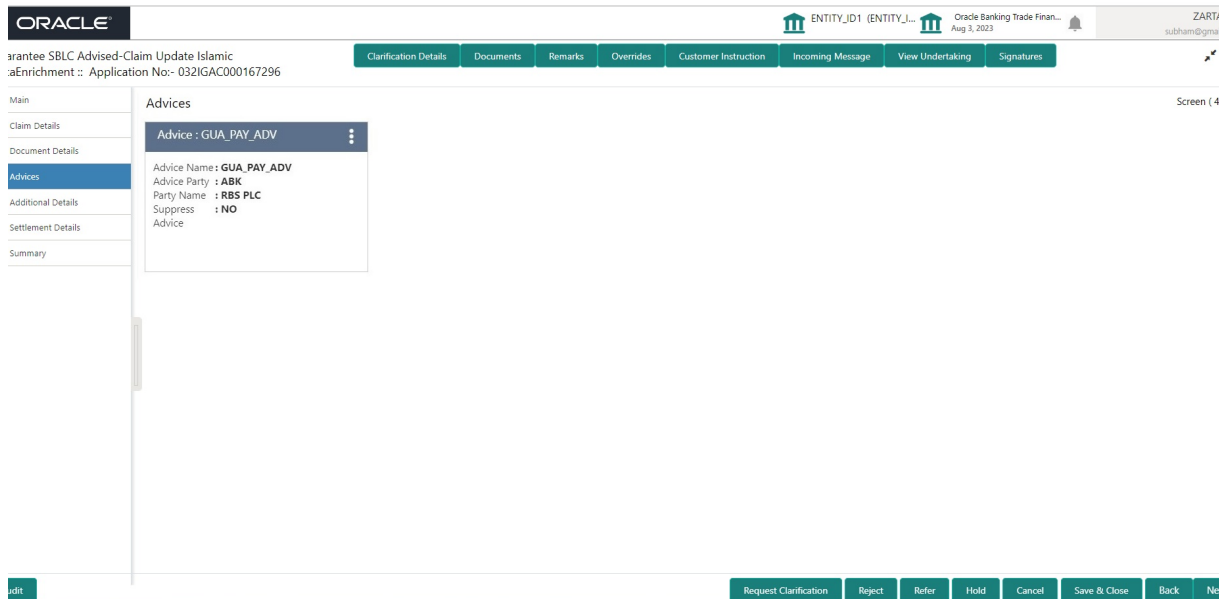 ORACLE
ENTITY_ID1 (ENTITY_I...
Oracle Banking Trade Finan...
Aug 3, 2023
ZARTA
subham@gmai
arantee SBLC Advised-Claim Update Islamic
taEnrichment :: Application No:- 032IGAC000167296
Clarification Details
Documents
Remarks
Overrides
Customer Instruction
Incoming Message
View Undertaking
Signatures
Main
Claim Details
Document Details
Advices
Additional Details
Settlement Details
Summary
Advices
Screen ( 4
Advice : GUA_PAY_ADV
Advice Name : GUA_PAY_ADV
Advice Party : ABK
Party Name : RBS PLC
Suppress : NO
Advice
udit
Request Clarification
Reject
Refer
Hold
Cancel
Save & Close
Back
Ne